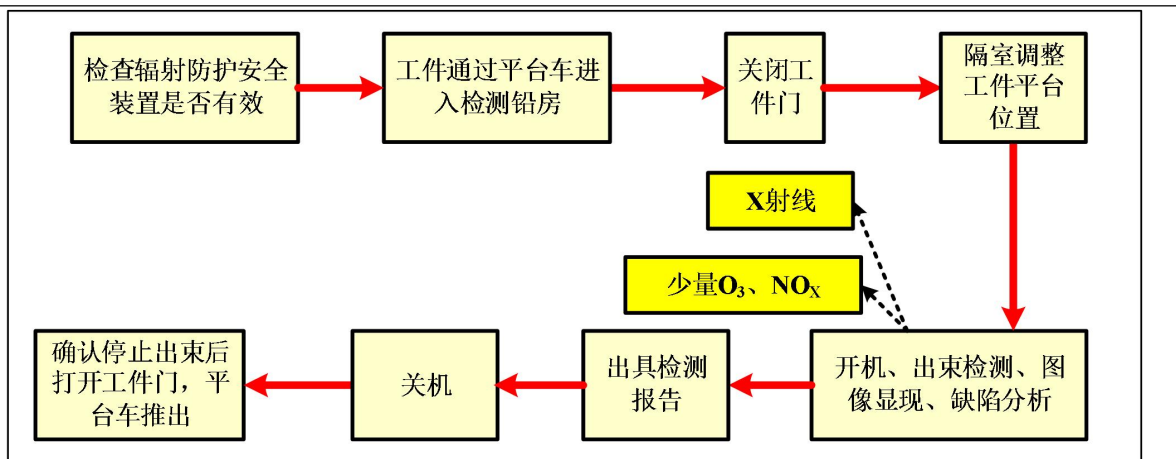 检查辐射防护安全
装置是否有效
工件通过平台车进
入检测铅房
关闭工
件门
隔室调整
工件平台
位置
X射线
少量O₃、NOₓ
开机、出束检测、图
像显现、缺陷分析
出具检测
报告
关机
确认停止出束后
打开工件门，平
台车推出